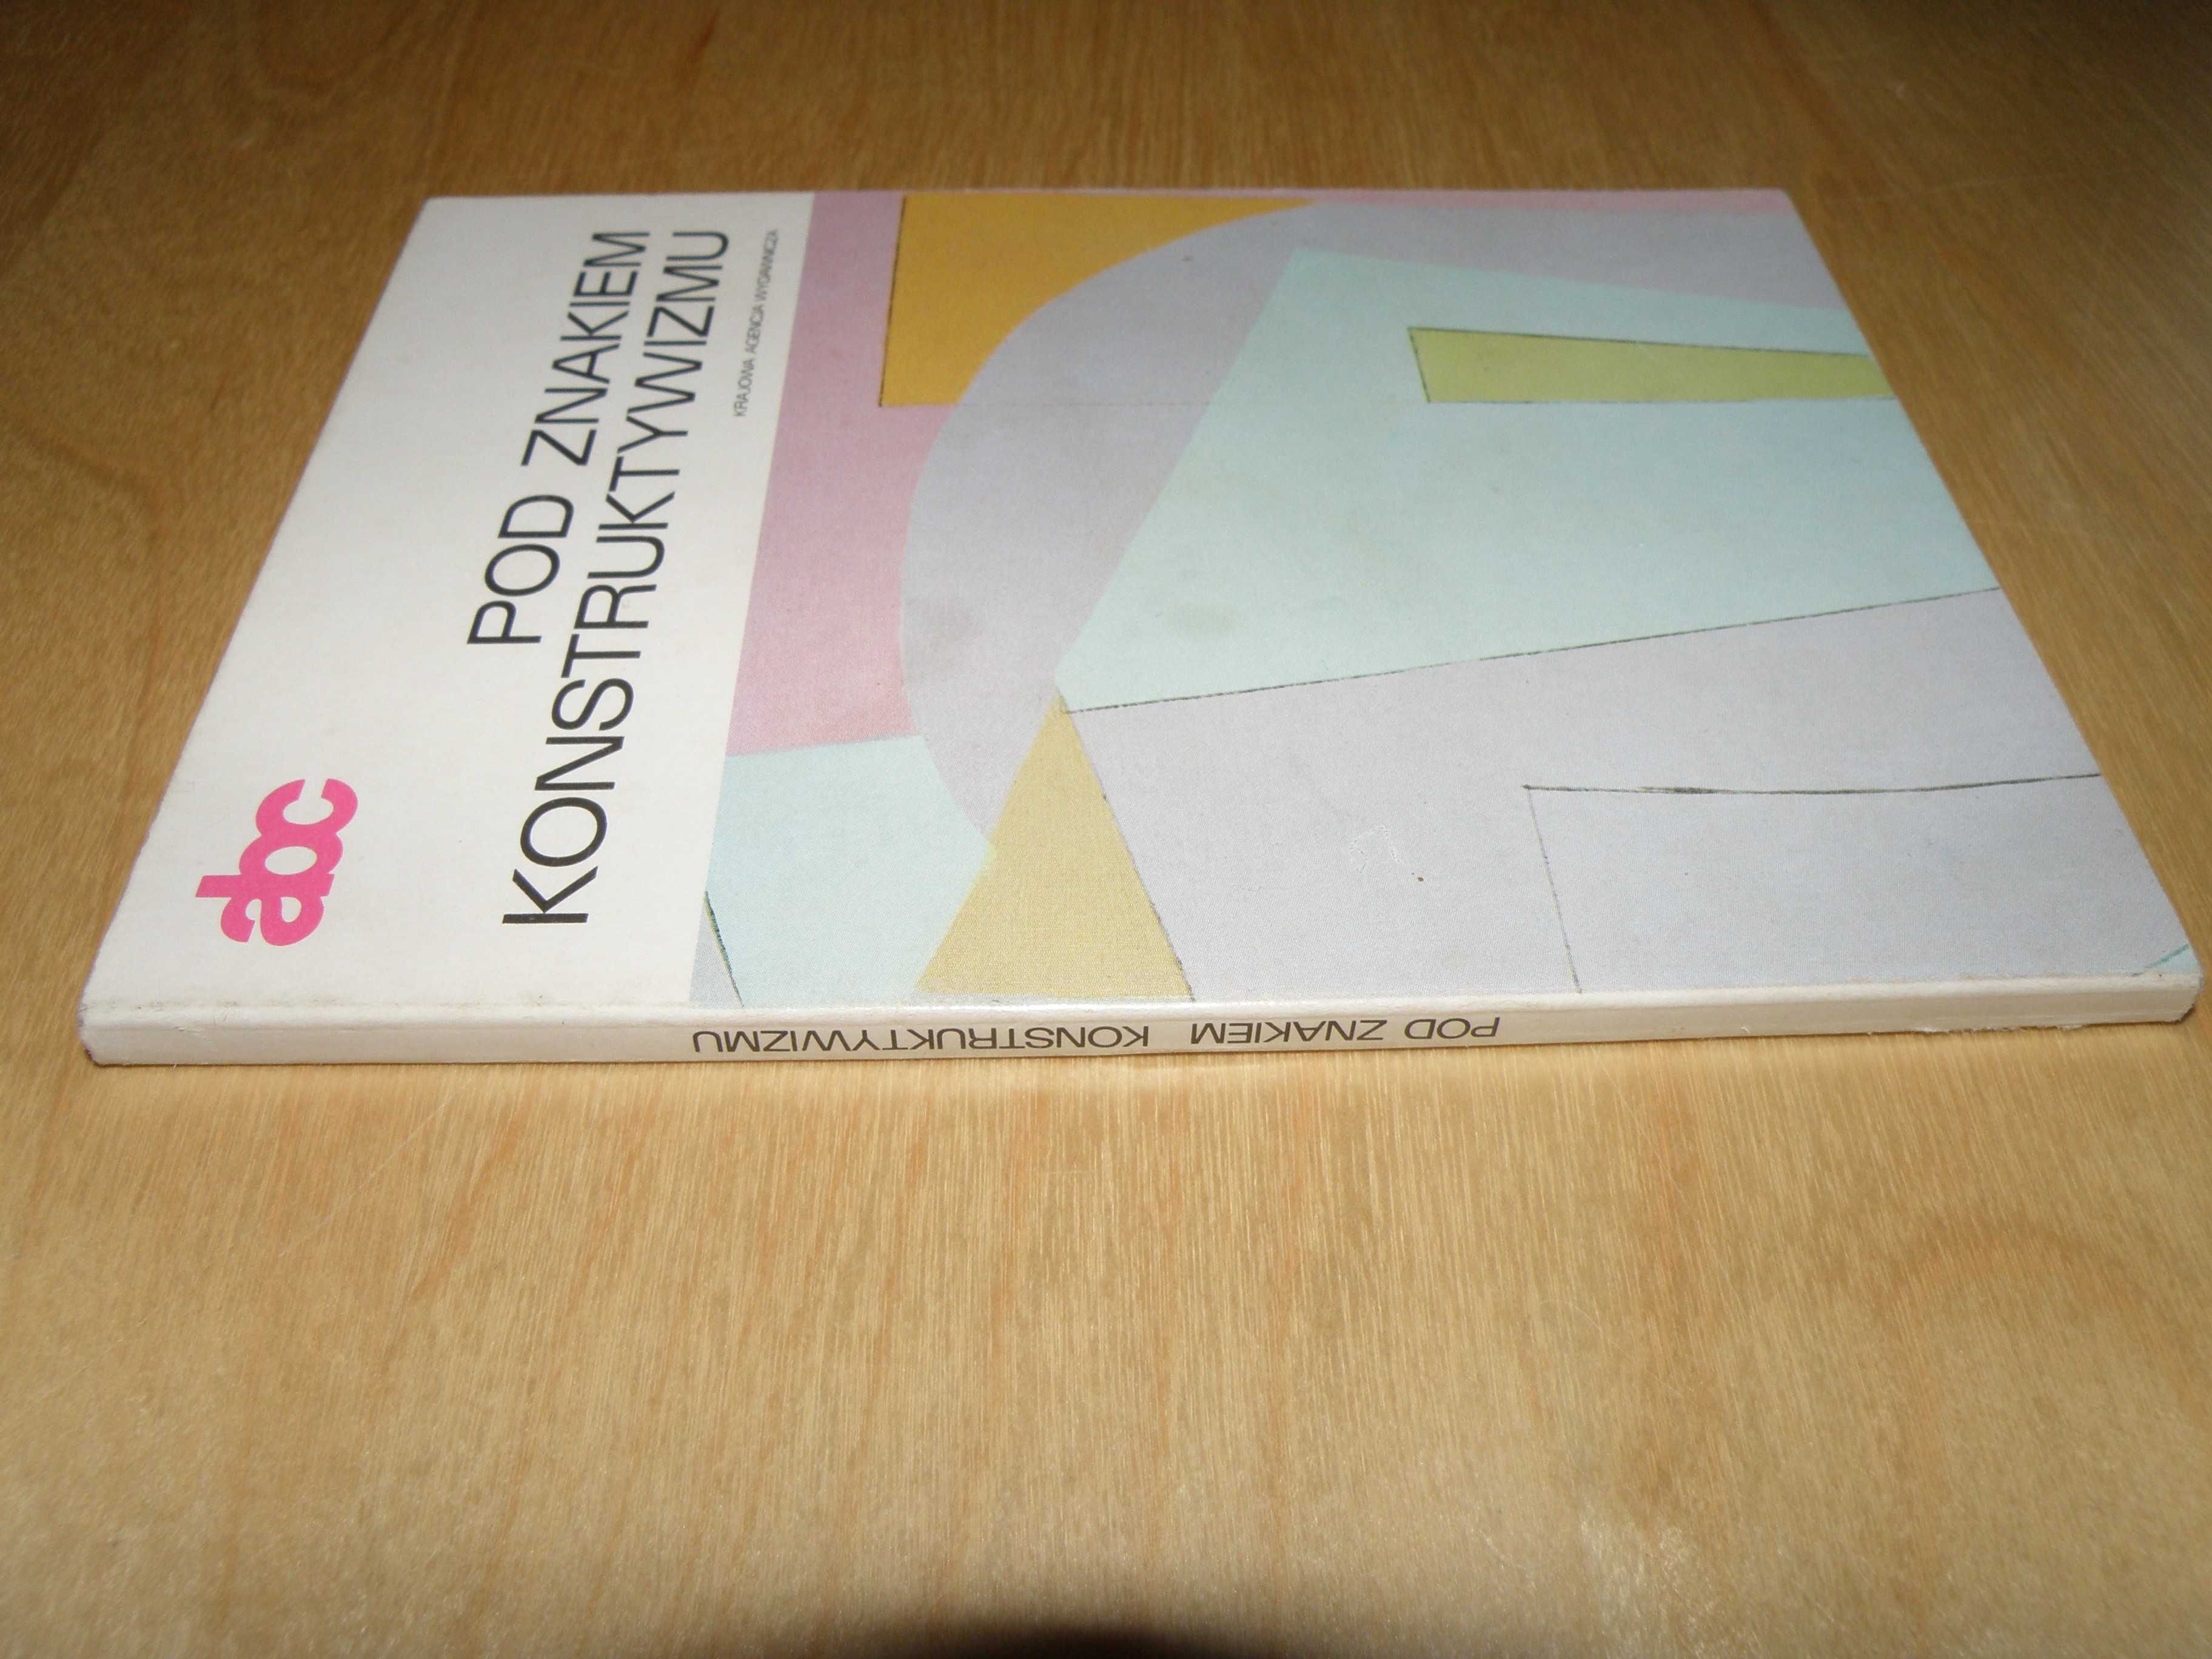 abc
POD ZNAKIEM
KONSTRUKTYWIZMU
KRAJOWA AGENCJA WYDAWNICZA
POD ZNAKIEM KONSTRUKTYWIZMU